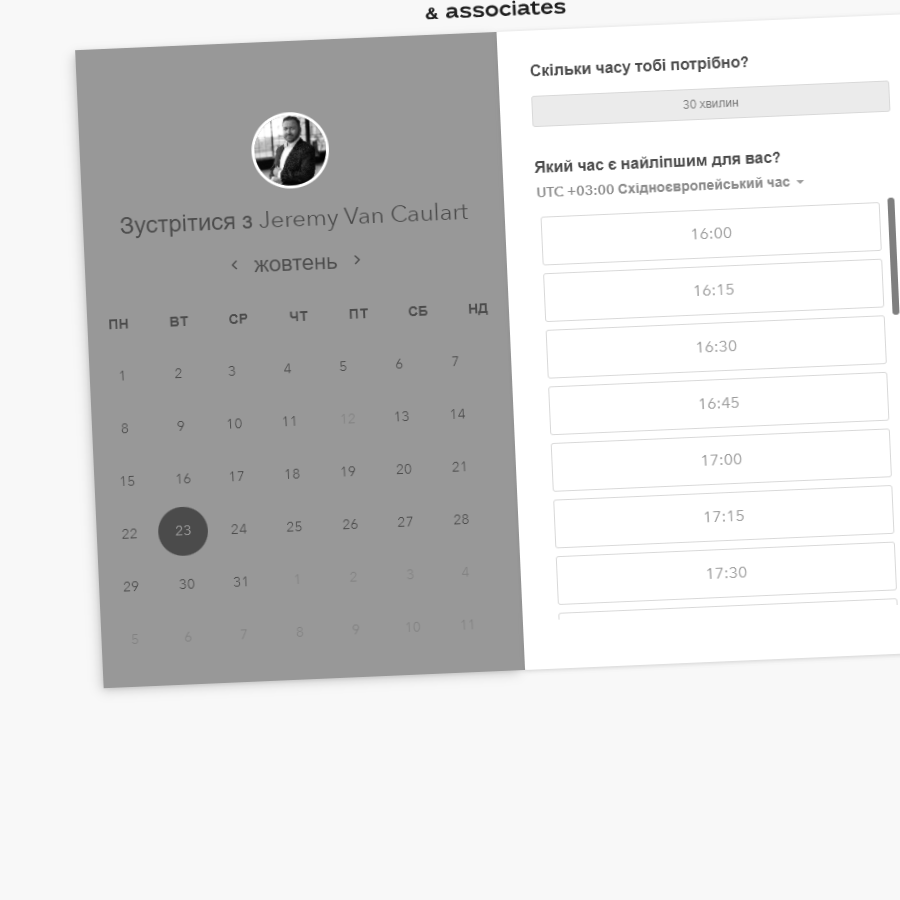 & associates
Зустрітися з Jeremy Van Caulart
жовтень
ПН ВТ СР ЧТ ПТ СБ НД
1 2 3 4 5 6 7
8 9 10 11 12 13 14
15 16 17 18 19 20 21
22 23 24 25 26 27 28
29 30 31 1 2 3 4
5 6 7 8 9 10 11
Скільки часу тобі потрібно?
30 хвилин
Який час є найліпшим для вас?
UTC +03:00 Східноєвропейський час
16:00
16:15
16:30
16:45
17:00
17:15
17:30